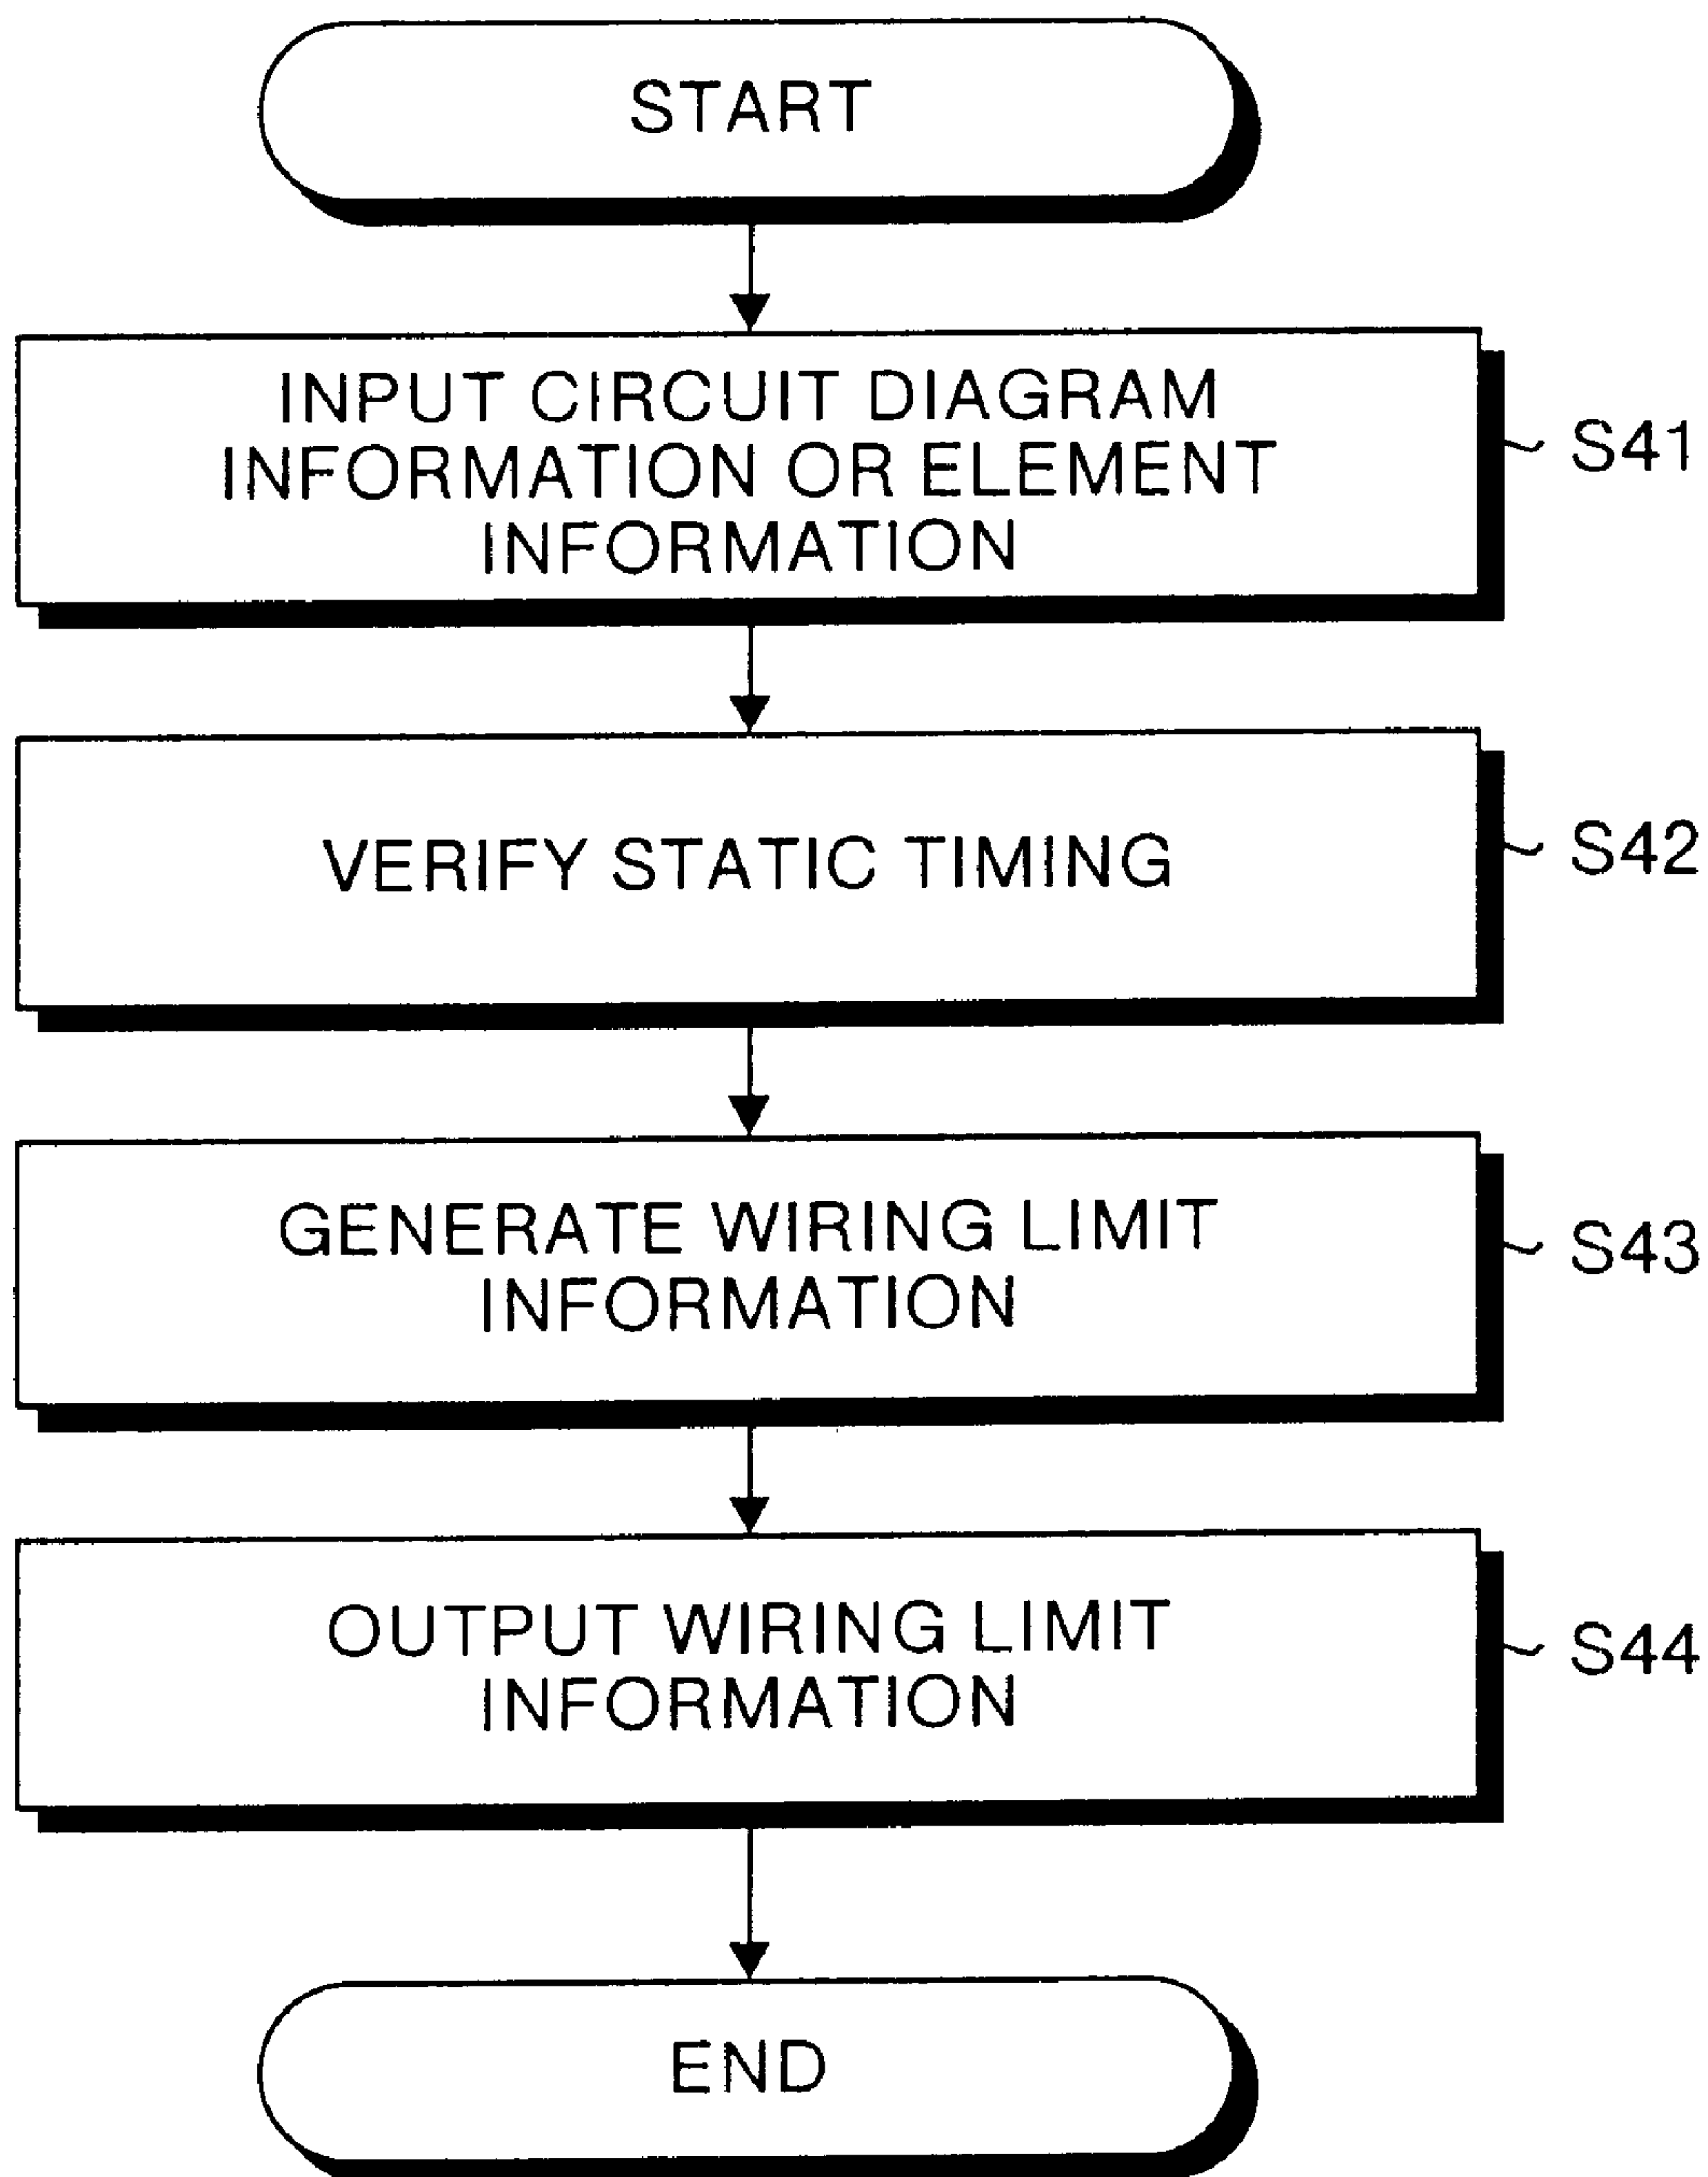 START
INPUT CIRCUIT DIAGRAM
INFORMATION OR ELEMENT
INFORMATION
S41
VERIFY STATIC TIMING
S42
GENERATE WIRING LIMIT
INFORMATION
S43
OUTPUT WIRING LIMIT
INFORMATION
S44
END